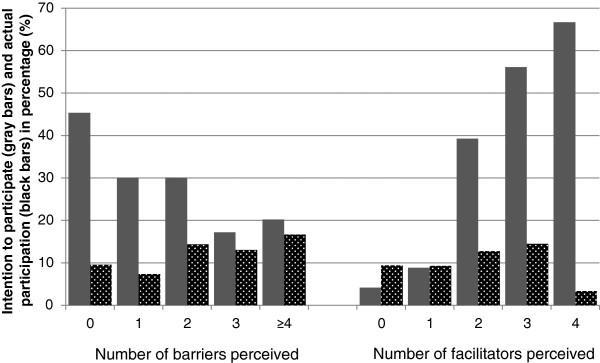 Intention to participate (gray bars) and actual
participation (black bars) in percentage (%)
70
60
50
40
30
20
10
0
0 1 2 3 ≥4 0 1 2 3 4
Number of barriers perceived Number of facilitators perceived